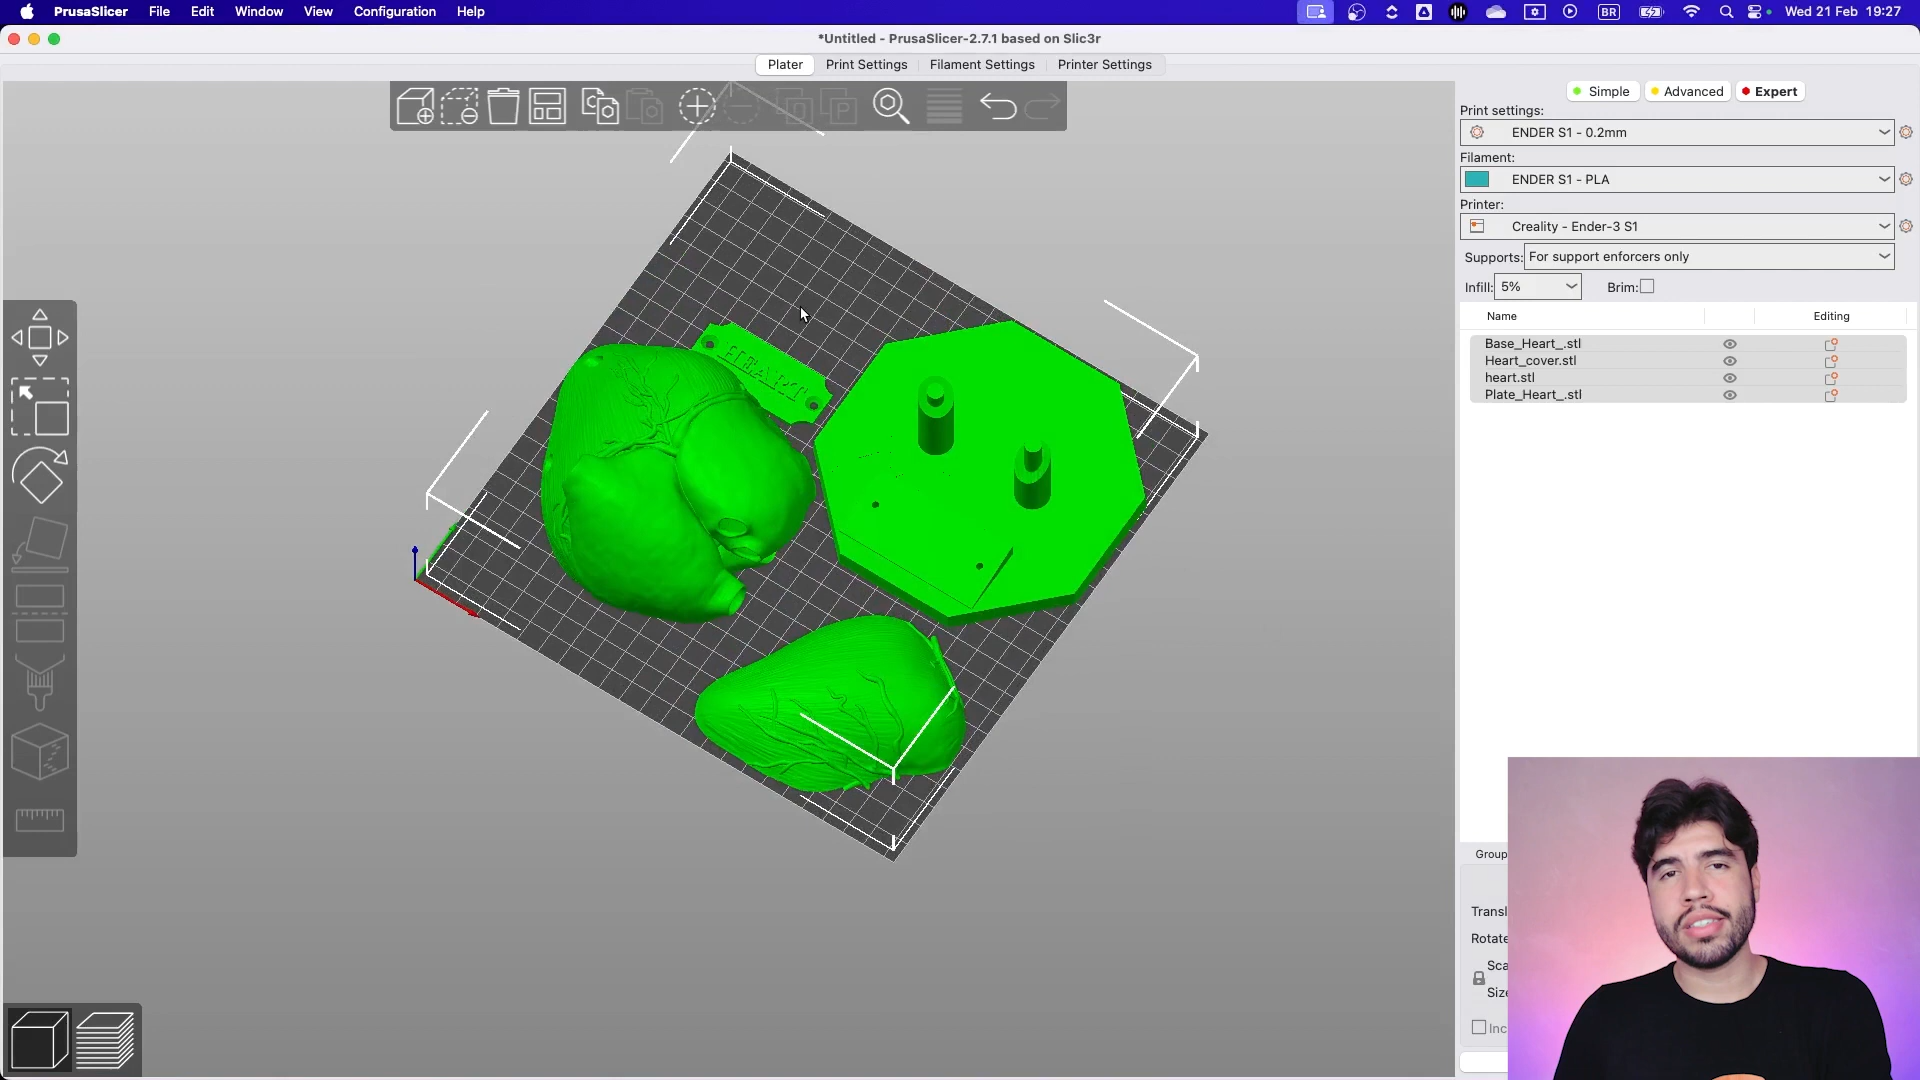 PrusaSlicer File Edit Window View Configuration Help BR Wed 21 Feb 19:27
*Untitled - PrusaSlicer-2.7.1 based on Slic3r
Plater Print Settings Filament Settings Printer Settings
Simple Advanced Expert
Print settings:
ENDER S1 - 0.2mm
Filament:
ENDER S1 - PLA
Printer:
Creality - Ender-3 S1
Supports: For support enforcers only
Infill: 5% Brim:
Name Editing
Base_Heart_.stl
Heart_cover.stl
heart.stl
Plate_Heart_.stl
HEART
Group
Transl
Rotate
Sca
Size
Inc